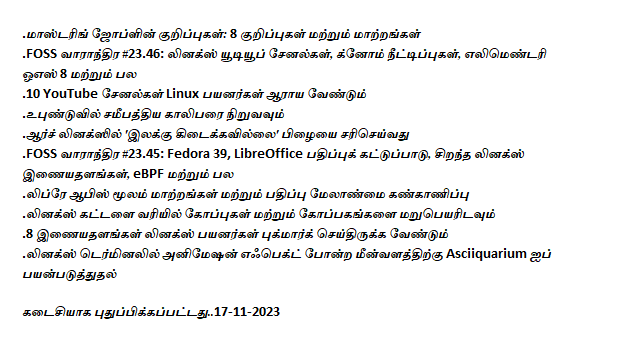 .மாஸ்டரிங் ஜோப்ளின் குறிப்புகள்: 8 குறிப்புகள் மற்றும் மாற்றங்கள்
.FOSS வாராந்திர #23.46: லினக்ஸ் யூடியூப் சேனல்கள், க்னோம் நீட்டிப்புகள், எலிமெண்டரி
ஓஎஸ் 8 மற்றும் பல
.10 YouTube சேனல்கள் Linux பயனர்கள் ஆராய வேண்டும்
.உபுண்டுவில் சமீபத்திய காலிபரை நிறுவவும்
.ஆர்ச் லினக்ஸில் 'இலக்கு கிடைக்கவில்லை' பிழையை சரிசெய்வது
.FOSS வாராந்திர #23.45: Fedora 39, LibreOffice பதிப்புக் கட்டுப்பாடு, சிறந்த லினக்ஸ்
இணையதளங்கள், eBPF மற்றும் பல
.லிப்ரே ஆபிஸ் மூலம் மாற்றங்கள் மற்றும் பதிப்பு மேலாண்மை கண்காணிப்பு
.லினக்ஸ் கட்டளை வரியில் கோப்புகள் மற்றும் கோப்பகங்களை மறுபெயரிடவும்
.8 இணையதளங்கள் லினக்ஸ் பயனர்கள் புக்மார்க் செய்திருக்க வேண்டும்
.லினக்ஸ் டெர்மினலில் அனிமேஷன் எஃபெக்ட் போன்ற மீன்வளத்திற்கு Asciiquarium ஐப்
பயன்படுத்துதல்
கடைசியாக புதுப்பிக்கப்பட்டது..17-11-2023